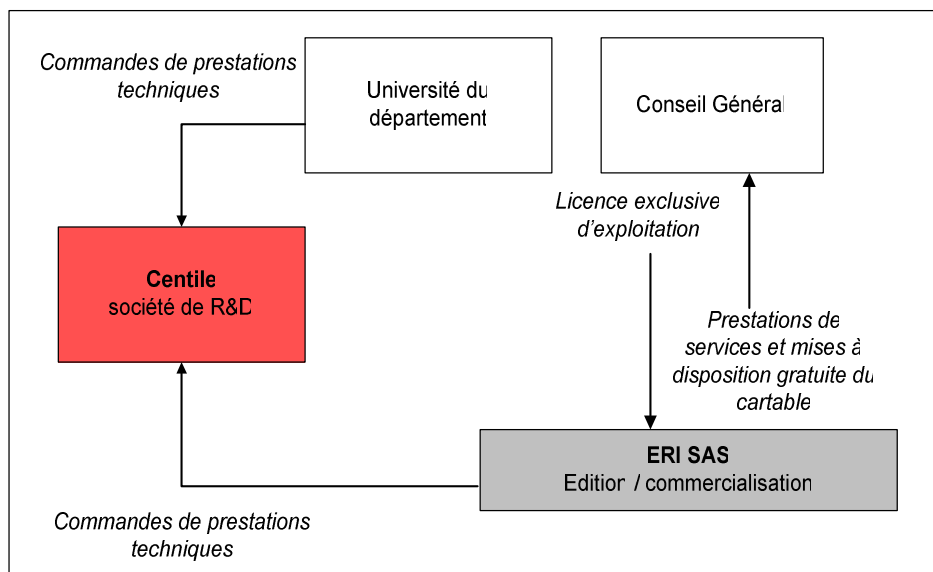 Commandes de prestations
techniques
Université du
département
Conseil Général
Licence exclusive
d'exploitation
Centile
société de R&D
Prestations de
services et mises à
disposition gratuite du
cartable
ERI SAS
Edition / commercialisation
Commandes de prestations
techniques